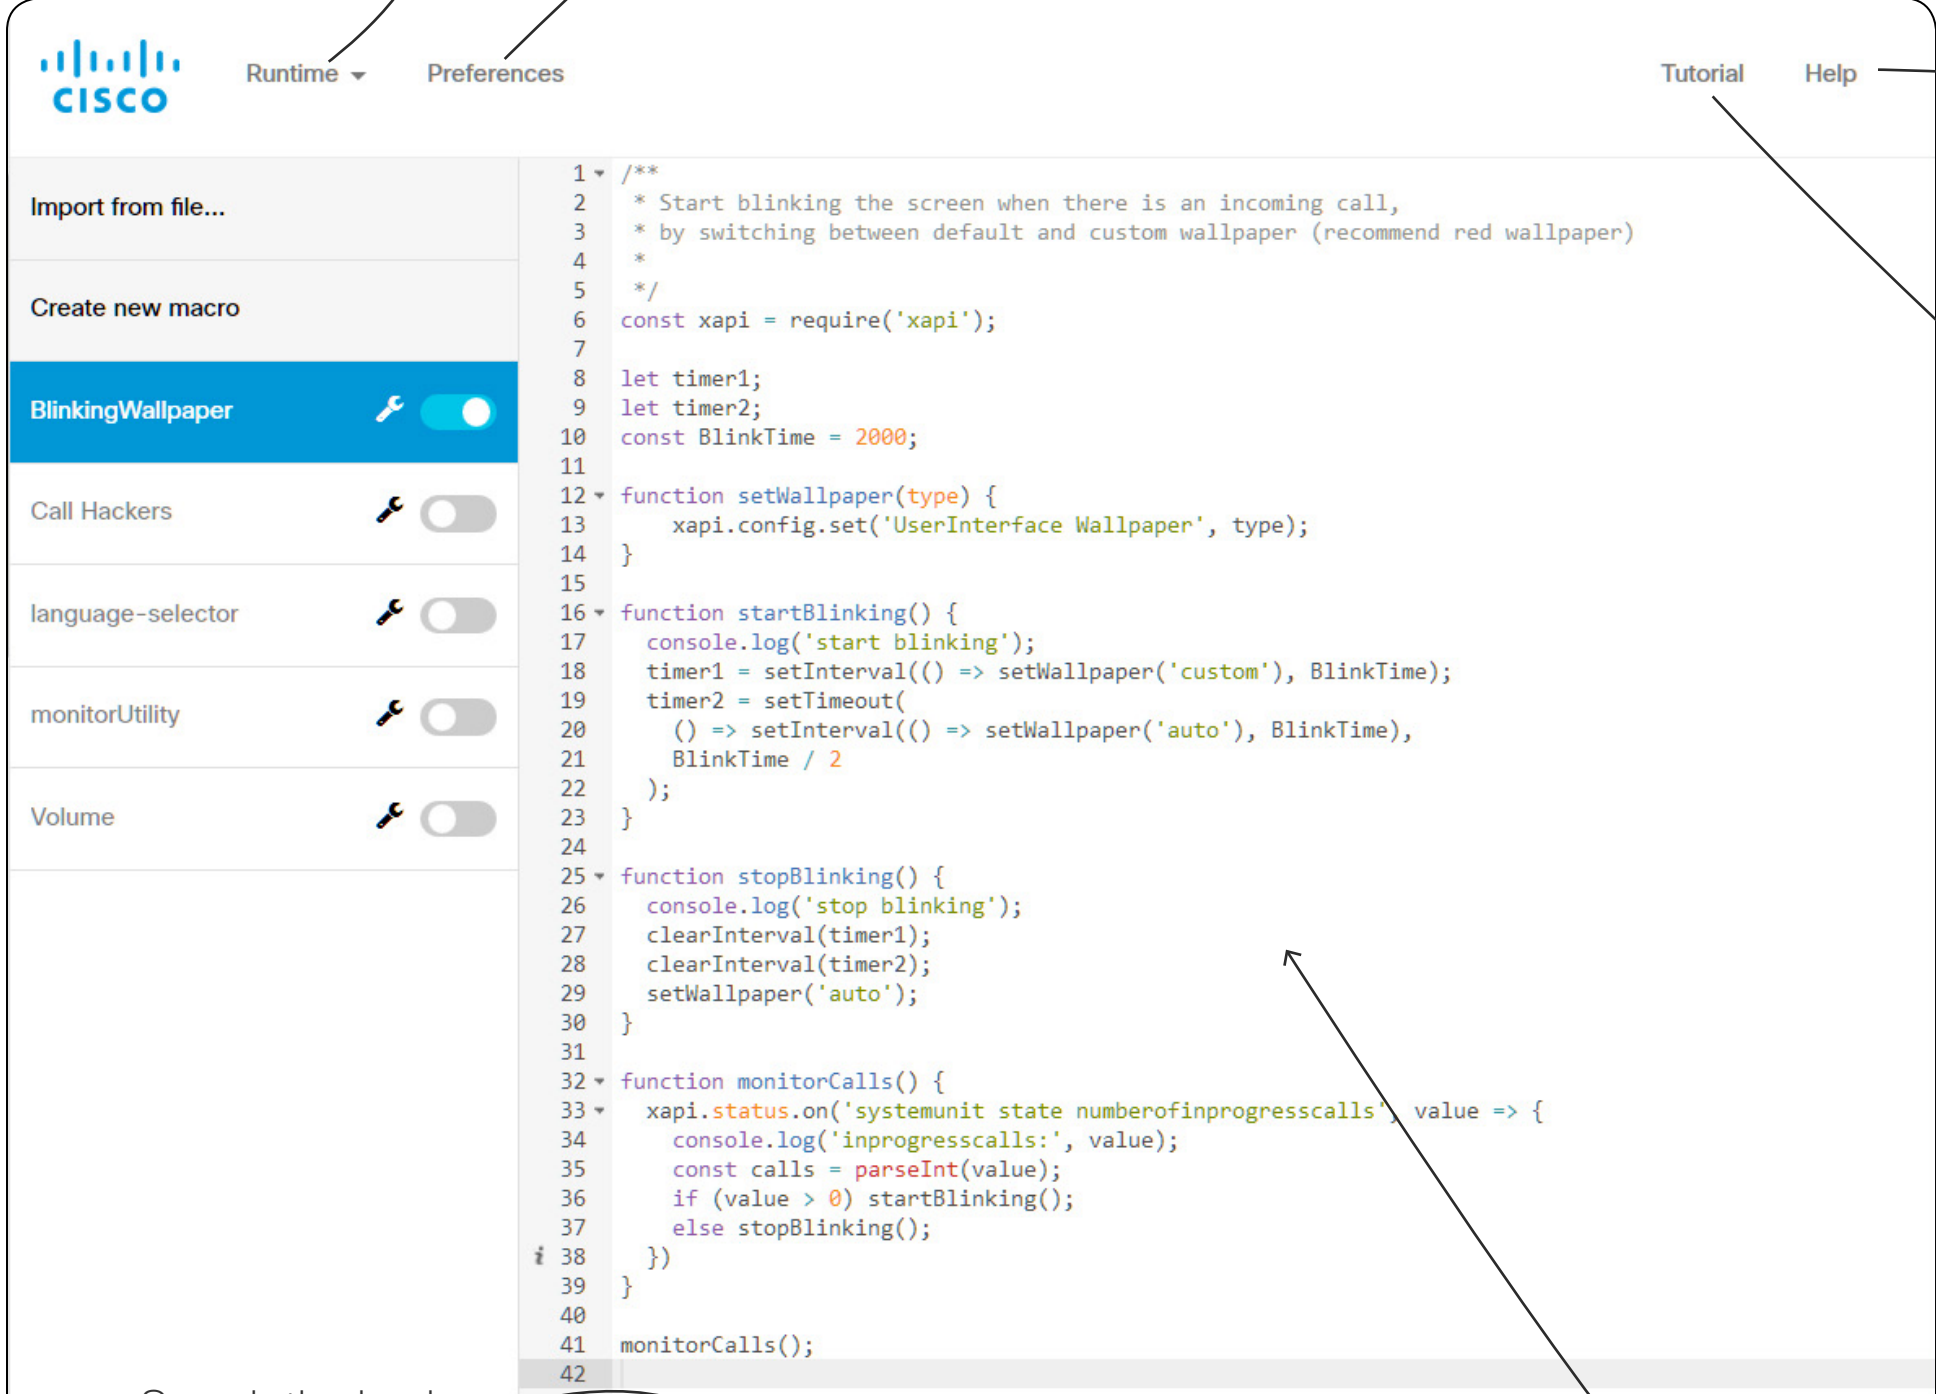 CISCO
Runtime
Preferences
Tutorial
Help
Import from file...
Create new macro
BlinkingWallpaper
Call Hackers
language-selector
monitorUtility
Volume
1 /**
2  * Start blinking the screen when there is an incoming call,
3  * by switching between default and custom wallpaper (recommend red wallpaper)
4  *
5  */
6 const xapi = require('xapi');
7
8 let timer1;
9 let timer2;
10 const BlinkTime = 2000;
11
12 function setWallpaper(type) {
13     xapi.config.set('UserInterface Wallpaper', type);
14 }
15
16 function startBlinking() {
17   console.log('start blinking');
18   timer1 = setInterval(() => setWallpaper('custom'), BlinkTime);
19   timer2 = setTimeout(
20     () => setInterval(() => setWallpaper('auto'), BlinkTime),
21     BlinkTime / 2
22   );
23 }
24
25 function stopBlinking() {
26   console.log('stop blinking');
27   clearInterval(timer1);
28   clearInterval(timer2);
29   setWallpaper('auto');
30 }
31
32 function monitorCalls() {
33   xapi.status.on('systemunit state numberofinprogresscalls', value => {
34     console.log('inprogresscalls:', value);
35     const calls = parseInt(value);
36     if (value > 0) startBlinking();
37     else stopBlinking();
i 38   })
39 }
40
41 monitorCalls();
42